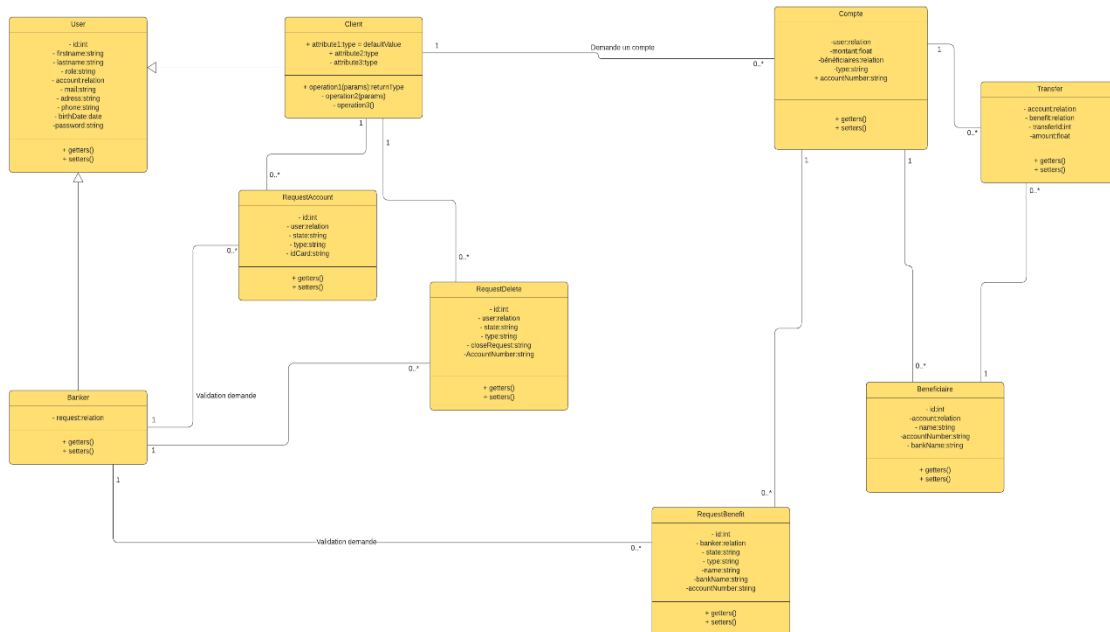 User
- id:int
- firstname:string
- lastname:string
- role:string
- account:relation
- mail:string
- adress:string
- phone:string
- birthDate:date
-password:string
+ getters()
+ setters()
Client
+ attribute1:type = defaultValue
+ attribute2:type
- attribute3:type
+ operation1(params):returnType
- operation2(params)
- operation3()
1
Demande un compte
0..*
Compte
-user:relation
-montant:float
-bénéficiaires:relation
-type:string
+ accountNumber:string
+ getters()
+ setters()
1
0..*
Transfer
- account:relation
- benefit:relation
- transferId:int
-amount:float
+ getters()
+ setters()
1
1
0..*
1
1
0..*
RequestAccount
- id:int
- user:relation
- state:string
- type:string
- idCard:string
+ getters()
+ setters()
0..*
0..*
RequestDelete
- id:int
- user:relation
- state:string
- type:string
- closeRequest:string
-AccountNumber:string
+ getters()
+ setters()
0..*
Banker
- request:relation
+ getters()
+ setters()
Validation demande
1
1
1
0..*
1
Beneficiaire
- id:int
-account:relation
- name:string
-accountNumber:string
- bankName:string
+ getters()
+ setters()
0..*
Validation demande
0..*
RequestBenefit
- id:int
- banker:relation
- state:string
- type:string
-name:string
-bankName:string
-accountNumber:string
+ getters()
+ setters()